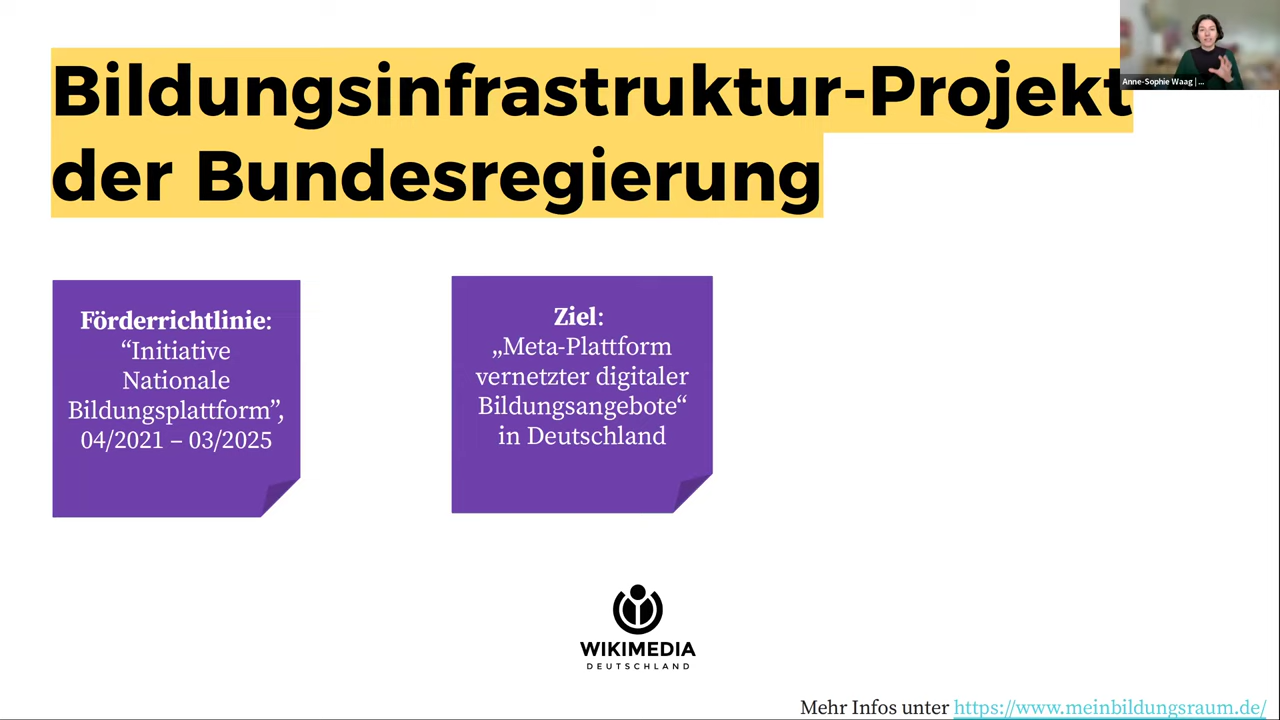 Bildungsinfrastruktur-Projekt
der Bundesregierung
Anne-Sophie Waag | ...
Förderrichtlinie:
“Initiative
Nationale
Bildungsplattform”,
04/2021 – 03/2025
Ziel:
„Meta-Plattform
vernetzter digitaler
Bildungsangebote“
in Deutschland
WIKIMEDIA
DEUTSCHLAND
Mehr Infos unter https://www.meinbildungsraum.de/